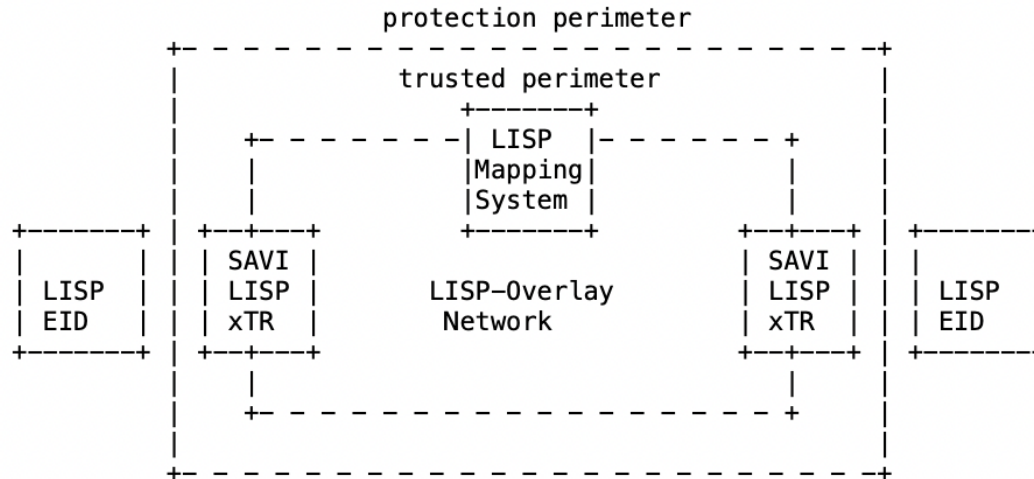 protection perimeter
trusted perimeter
LISP
Mapping
System
SAVI
LISP
xTR
LISP
EID
LISP-Overlay
Network
SAVI
LISP
xTR
LISP
EID